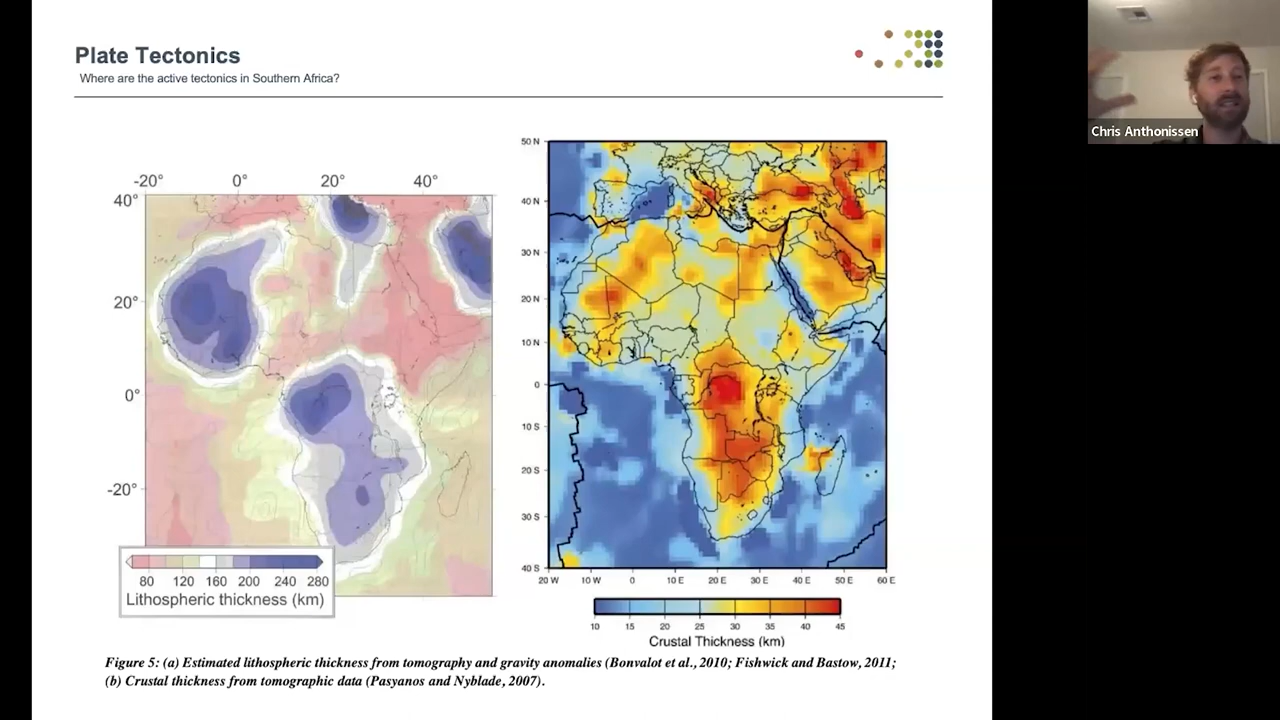 Plate Tectonics
Where are the active tectonics in Southern Africa?
Chris Anthonissen
-20° 0° 20° 40°
40°
20°
0°
-20°
80 120 160 200 240 280
Lithospheric thickness (km)
50 N
40 N
30 N
20 N
10 N
0
10 S
20 S
30 S
40 S
20 W 10 W 0 10 E 20 E 30 E 40 E 50 E 60 E
10 15 20 25 30 35 40 45
Crustal Thickness (km)
Figure 5: (a) Estimated lithospheric thickness from tomography and gravity anomalies (Bonvalot et al., 2010; Fishwick and Bastow, 2011;
(b) Crustal thickness from tomographic data (Pasyanos and Nyblade, 2007).